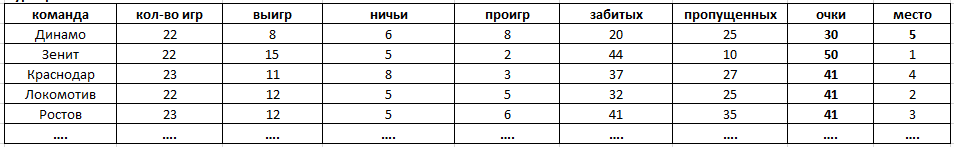 команда кол-во игр выигр ничьи проигр забитых пропущенных очки место
Динамо 22 8 6 8 20 25 30 5
Зенит 22 15 5 2 44 10 50 1
Краснодар 23 11 8 3 37 27 41 4
Локомотив 22 12 5 5 32 25 41 2
Ростов 23 12 5 6 41 35 41 3
.... .... .... .... .... .... .... .... ....